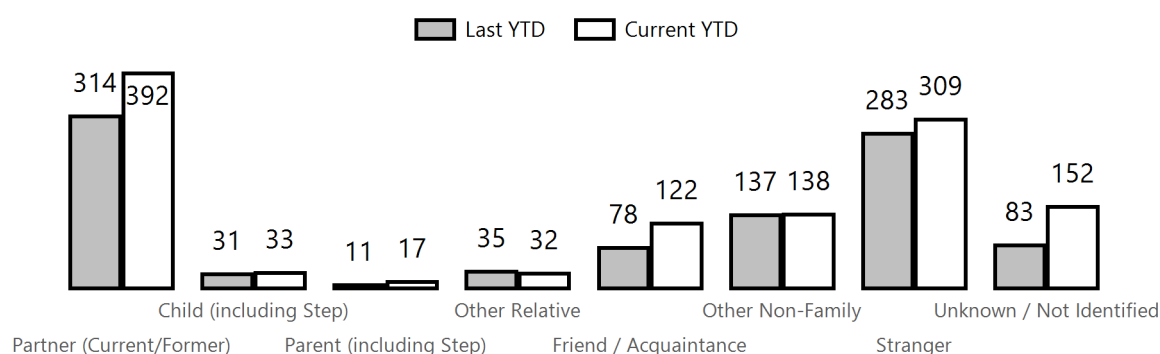 Last YTD Current YTD
314 392 31 33 11 17 35 32 78 122 137 138 283 309 83 152
Child (including Step) Other Relative Other Non-Family Unknown / Not Identified
Partner (Current/Former) Parent (including Step) Friend / Acquaintance Stranger